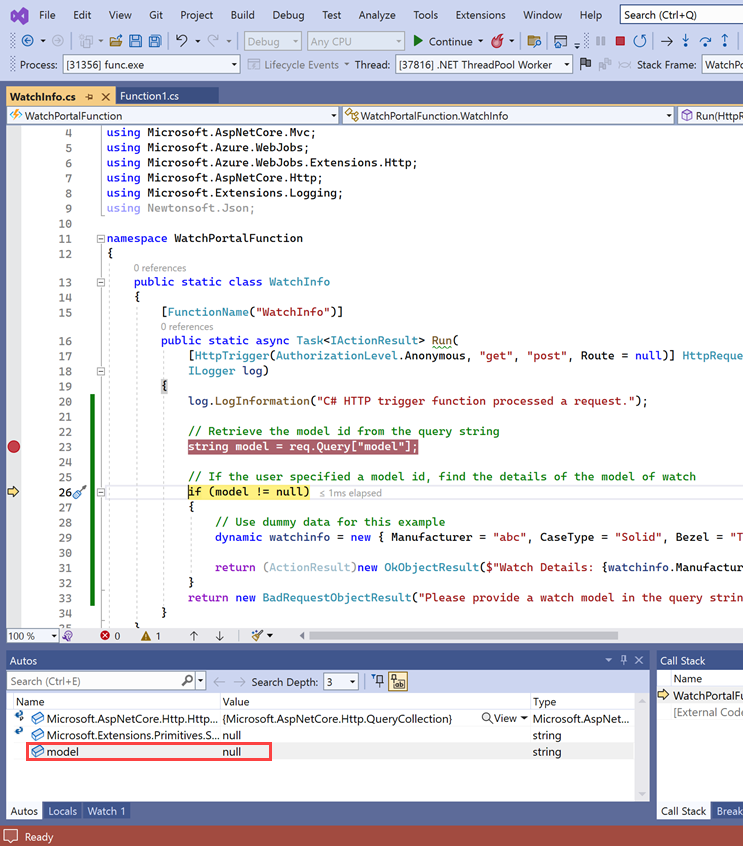 File Edit View Git Project Build Debug Test Analyze Tools Extensions Window Help Search (Ctrl+Q)
Debug Any CPU Continue
Process: [31356] func.exe Lifecycle Events Thread: [37816] .NET ThreadPool Worker Stack Frame: WatchPo
WatchInfo.cs Function1.cs
WatchPortalFunction WatchPortalFunction.WatchInfo Run(HttpR
4 using Microsoft.AspNetCore.Mvc;
5 using Microsoft.Azure.WebJobs;
6 using Microsoft.Azure.WebJobs.Extensions.Http;
7 using Microsoft.AspNetCore.Http;
8 using Microsoft.Extensions.Logging;
9 using Newtonsoft.Json;
10
11 namespace WatchPortalFunction
12 {
0 references
13 public static class WatchInfo
14 {
15 [FunctionName("WatchInfo")]
0 references
16 public static async Task<IActionResult> Run(
17 [HttpTrigger(AuthorizationLevel.Anonymous, "get", "post", Route = null)] HttpReque
18 ILogger log)
19 {
20 log.LogInformation("C# HTTP trigger function processed a request.");
21
22 // Retrieve the model id from the query string
23 string model = req.Query["model"];
24
25 // If the user specified a model id, find the details of the model of watch
26 if (model != null) ≤ 1ms elapsed
27 {
28 // Use dummy data for this example
29 dynamic watchinfo = new { Manufacturer = "abc", CaseType = "Solid", Bezel = "T
30
31 return (ActionResult)new OkObjectResult($"Watch Details: {watchinfo.Manufactur
32 }
33 return new BadRequestObjectResult("Please provide a watch model in the query strin
34 }
35 }
100 % 0 1
Autos
Search (Ctrl+E) Search Depth: 3
Name Value Type
Microsoft.AspNetCore.Http.Http... {Microsoft.AspNetCore.Http.QueryCollection} View Microsoft.AspNet...
Microsoft.Extensions.Primitives.S... null string
model null string
Autos Locals Watch 1
Call Stack
Name
WatchPortalFu
[External Code
Call Stack Break
Ready